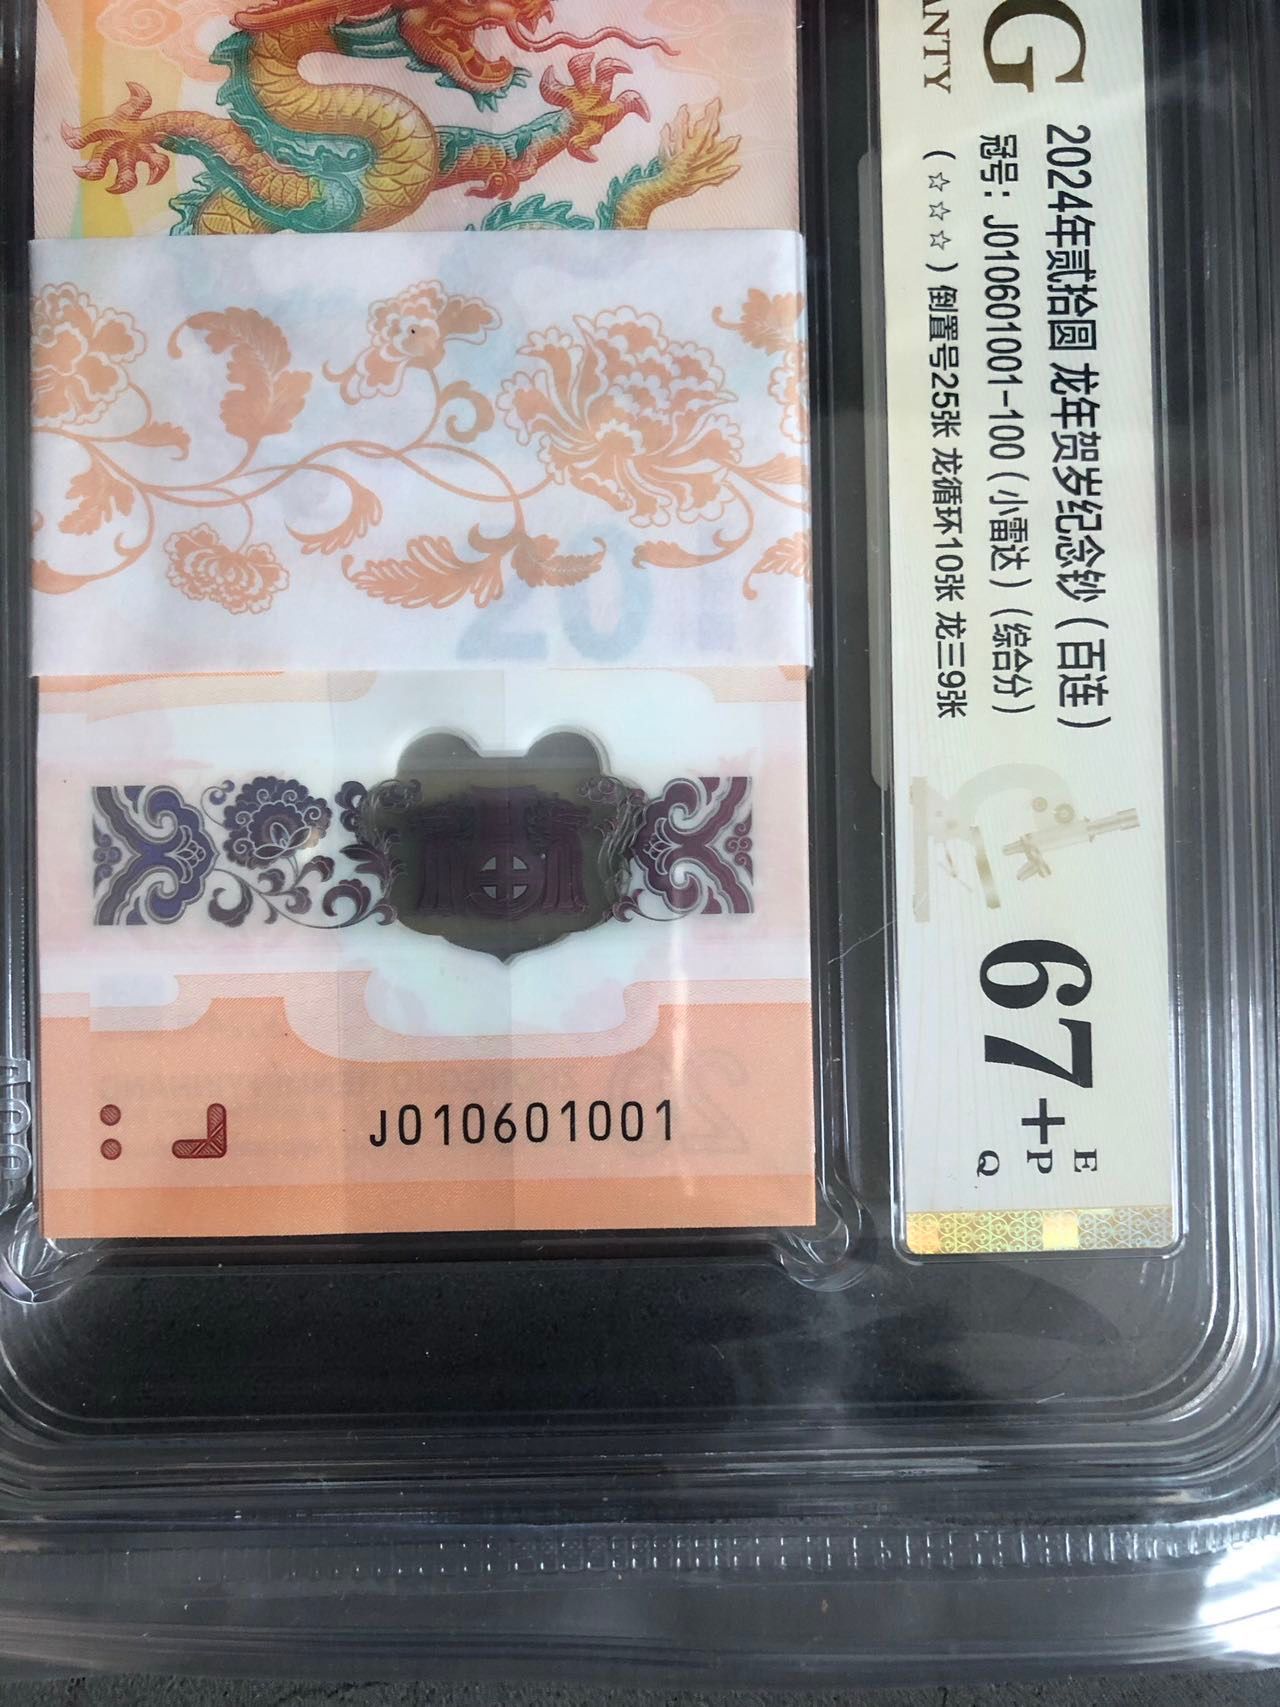 G
ANTY
2024年贰拾圆 龙年贺岁纪念钞（百连）
冠号：J010601001-100（小雷达）（综合分）
（☆☆☆）倒置号25张 龙循环10张 龙三9张
67+
E
P
Q
20
J010601001